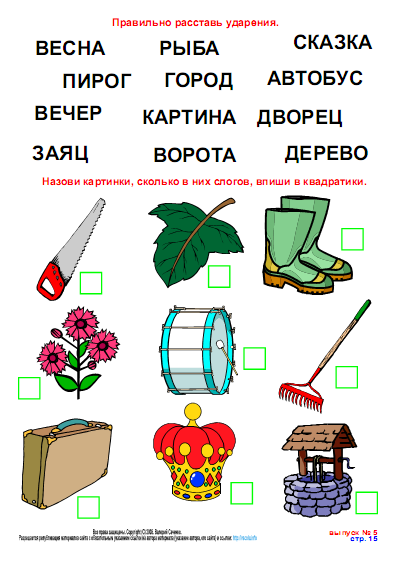 Правильно расставь ударения.
ВЕСНА РЫБА СКАЗКА
ПИРОГ ГОРОД АВТОБУС
ВЕЧЕР КАРТИНА ДВОРЕЦ
ЗАЯЦ ВОРОТА ДЕРЕВО
Назови картинки, сколько в них слогов, впиши в квадратики.
выпуск № 5
стр. 15